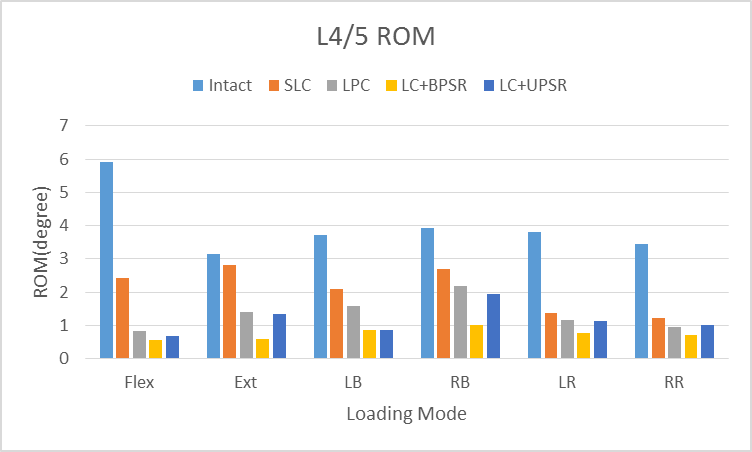 L4/5 ROM
Intact SLC LPC LC+BPSR LC+UPSR
7
6
5
4
3
2
1
0
ROM(degree)
Flex Ext LB RB LR RR
Loading Mode